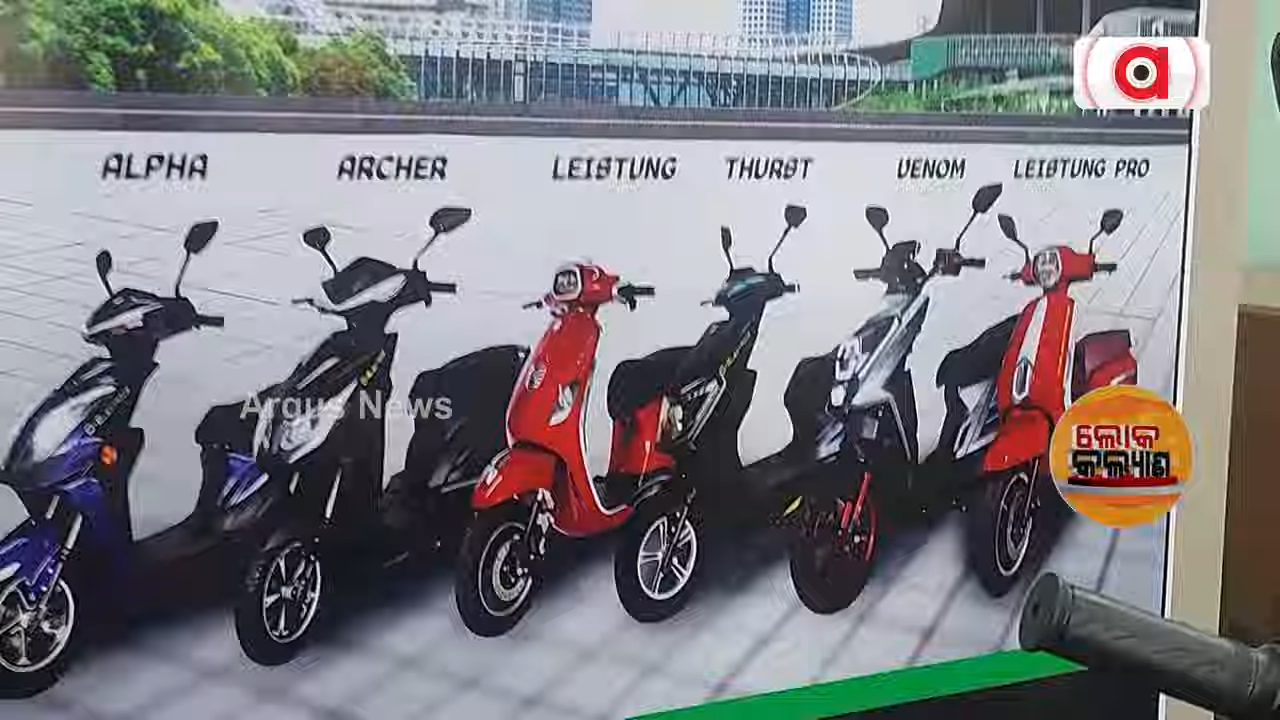 ALPHA ARCHER LEISTUNG THURST VENOM LEISTUNG PRO
Argus News
ଲୋକ
କଲ୍ୟାଣ